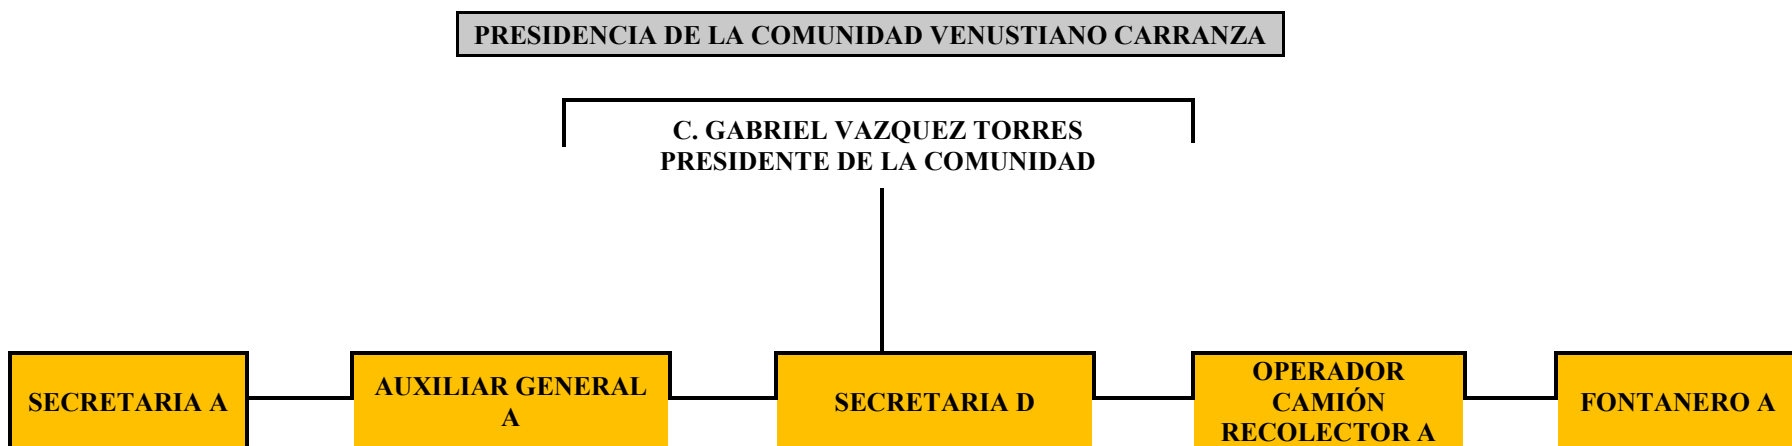 PRESIDENCIA DE LA COMUNIDAD VENUSTIANO CARRANZA
C. GABRIEL VAZQUEZ TORRES
PRESIDENTE DE LA COMUNIDAD
SECRETARIA A
AUXILIAR GENERAL
A
SECRETARIA D
OPERADOR
CAMIÓN
RECOLECTOR A
FONTANERO A